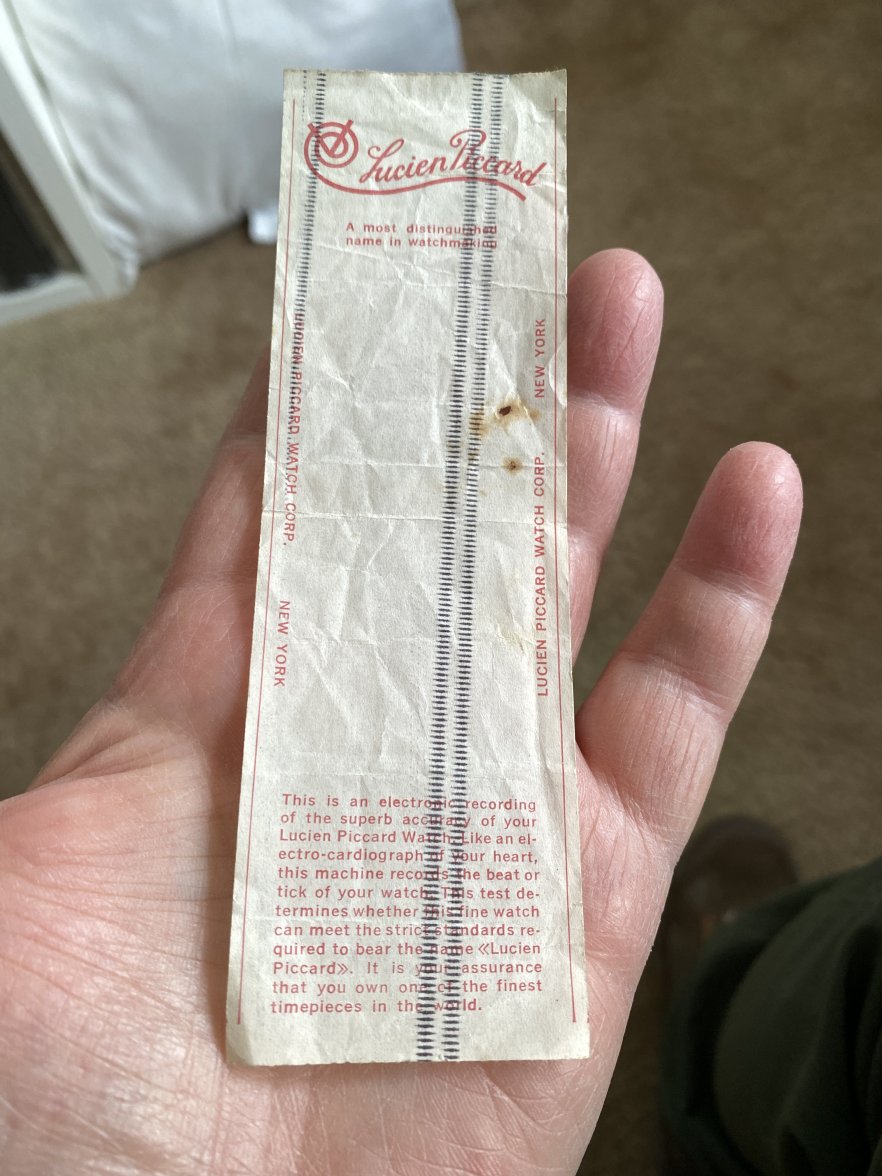 Lucien Piccard
A most distinguished
name in watchmaking
LUCIEN PICCARD WATCH CORP. NEW YORK
LUCIEN PICCARD WATCH CORP. NEW YORK
This is an electronic recording
of the superb accuracy of your
Lucien Piccard Watch. Like an el-
ectro-cardiograph of your heart,
this machine records the beat or
tick of your watch. This test de-
termines whether this fine watch
can meet the strict standards re-
quired to bear the name «Lucien
Piccard». It is your assurance
that you own one of the finest
timepieces in the world.